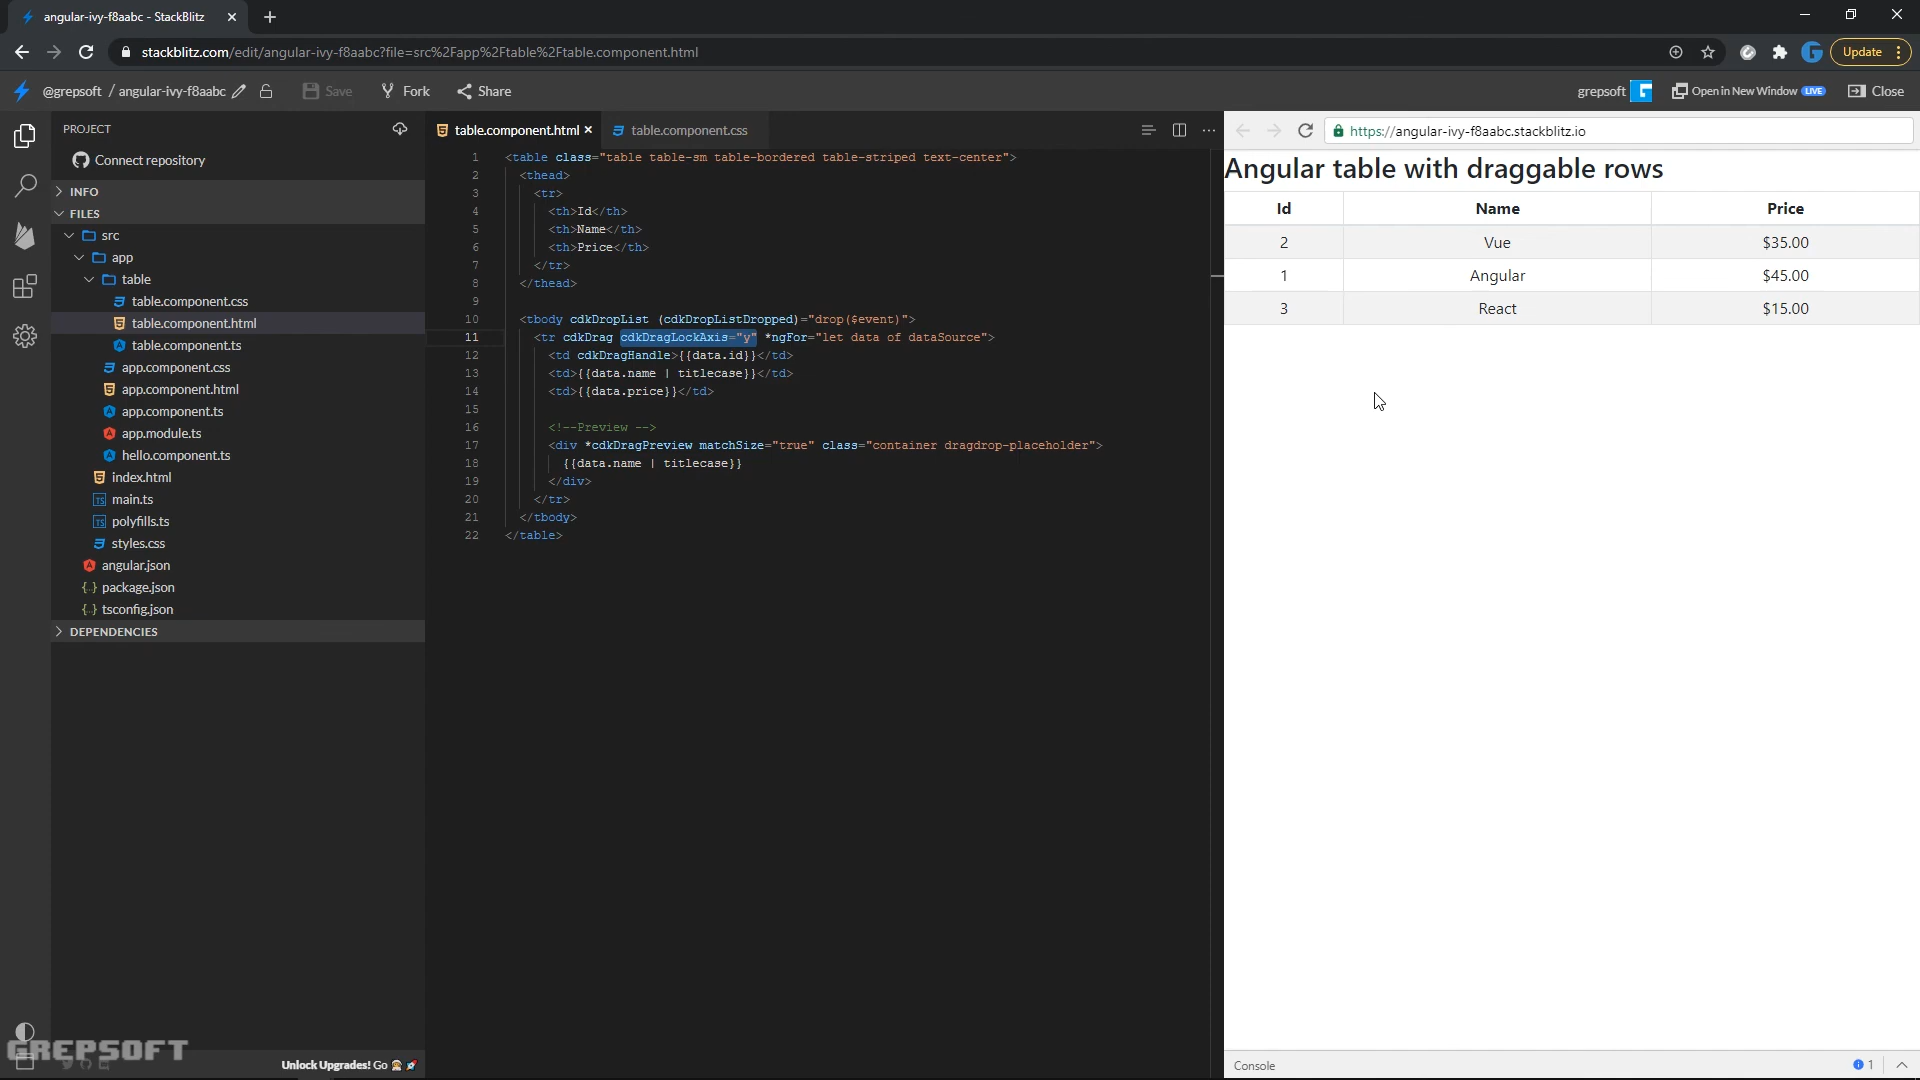 angular-ivy-f8aabc - StackBlitz
stackblitz.com/edit/angular-ivy-f8aabc?file=src%2Fapp%2Ftable%2Ftable.component.html
Update
@grepsoft / angular-ivy-f8aabc
Save
Fork
Share
grepsoft
Open in New Window LIVE
Close
PROJECT
Connect repository
INFO
FILES
src
app
table
table.component.css
table.component.html
table.component.ts
app.component.css
app.component.html
app.component.ts
app.module.ts
hello.component.ts
index.html
main.ts
polyfills.ts
styles.css
angular.json
package.json
tsconfig.json
DEPENDENCIES
Unlock Upgrades! Go
GREPSOFT
table.component.html
table.component.css
1 <table class="table table-sm table-bordered table-striped text-center">
2 <thead>
3 <tr>
4 <th>Id</th>
5 <th>Name</th>
6 <th>Price</th>
7 </tr>
8 </thead>
9
10 <tbody cdkDropList (cdkDropListDropped)="drop($event)">
11 <tr cdkDrag cdkDragLockAxis="y" *ngFor="let data of dataSource">
12 <td cdkDragHandle>{{data.id}}</td>
13 <td>{{data.name | titlecase}}</td>
14 <td>{{data.price}}</td>
15
16 <!--Preview -->
17 <div *cdkDragPreview matchSize="true" class="container dragdrop-placeholder">
18 {{data.name | titlecase}}
19 </div>
20 </tr>
21 </tbody>
22 </table>
https://angular-ivy-f8aabc.stackblitz.io
Angular table with draggable rows
Id Name Price
2 Vue $35.00
1 Angular $45.00
3 React $15.00
Console
1